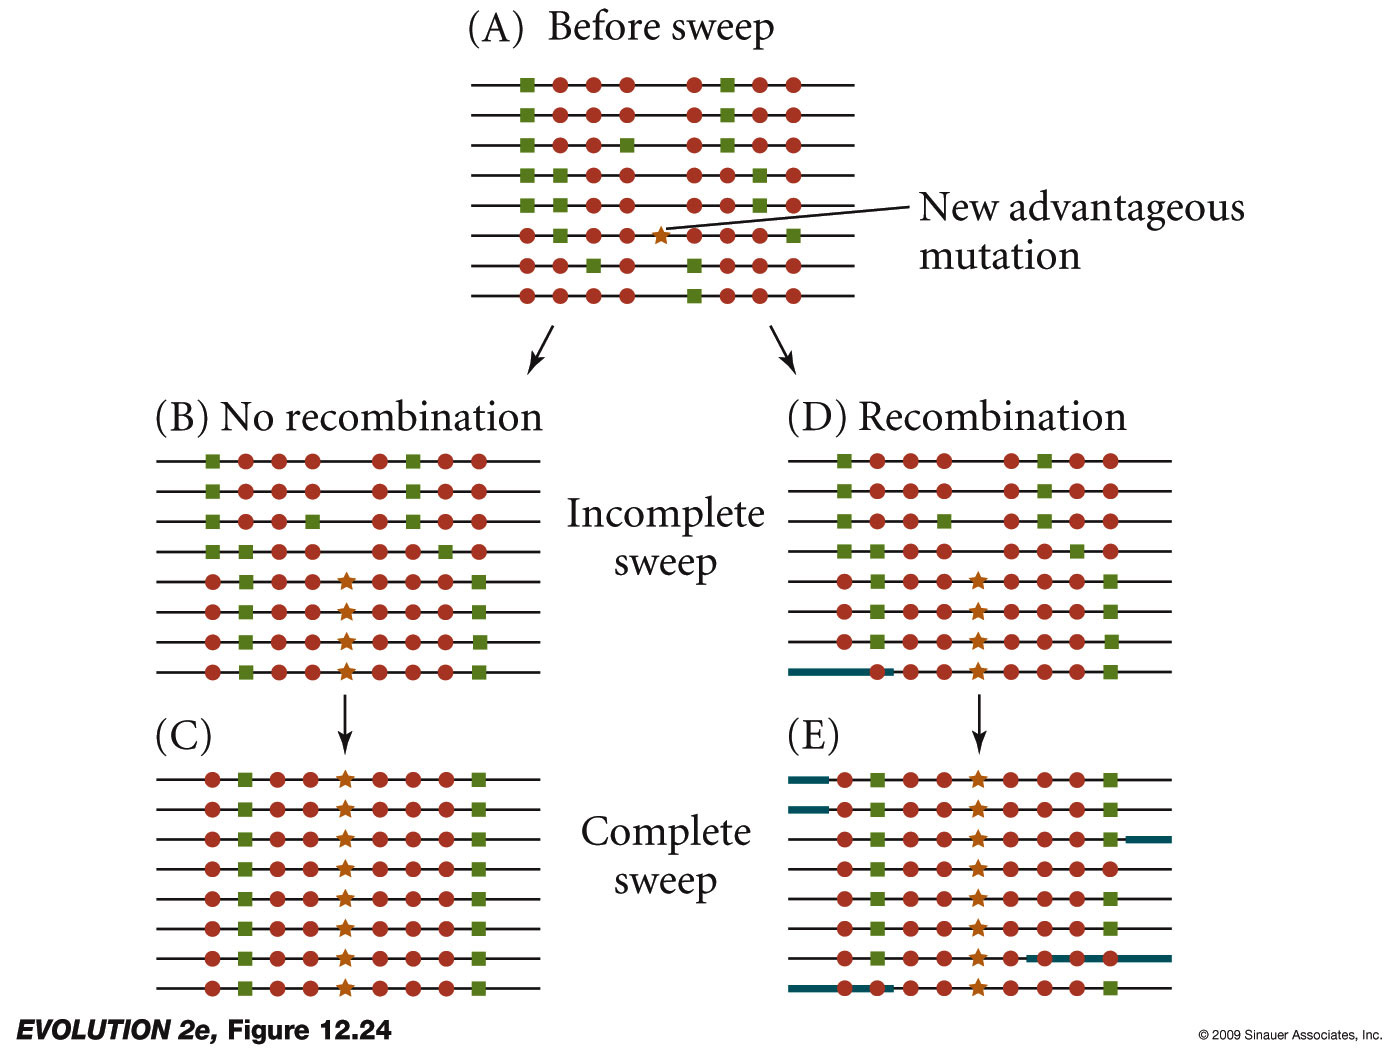 (A) Before sweep
New advantageous
mutation
(B) No recombination
(D) Recombination
Incomplete
sweep
(C)
(E)
Complete
sweep
EVOLUTION 2e, Figure 12.24
© 2009 Sinauer Associates, Inc.